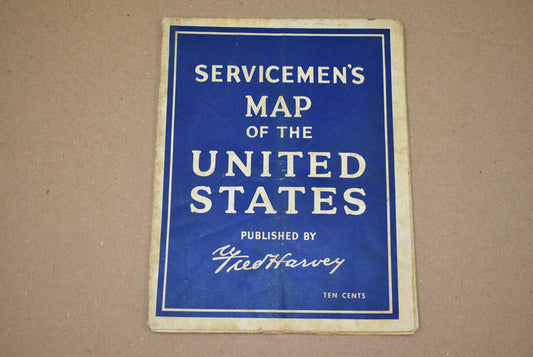 SERVICEMEN'S
MAP
OF THE
UNITED
STATES
PUBLISHED BY
Fred Harvey
TEN CENTS